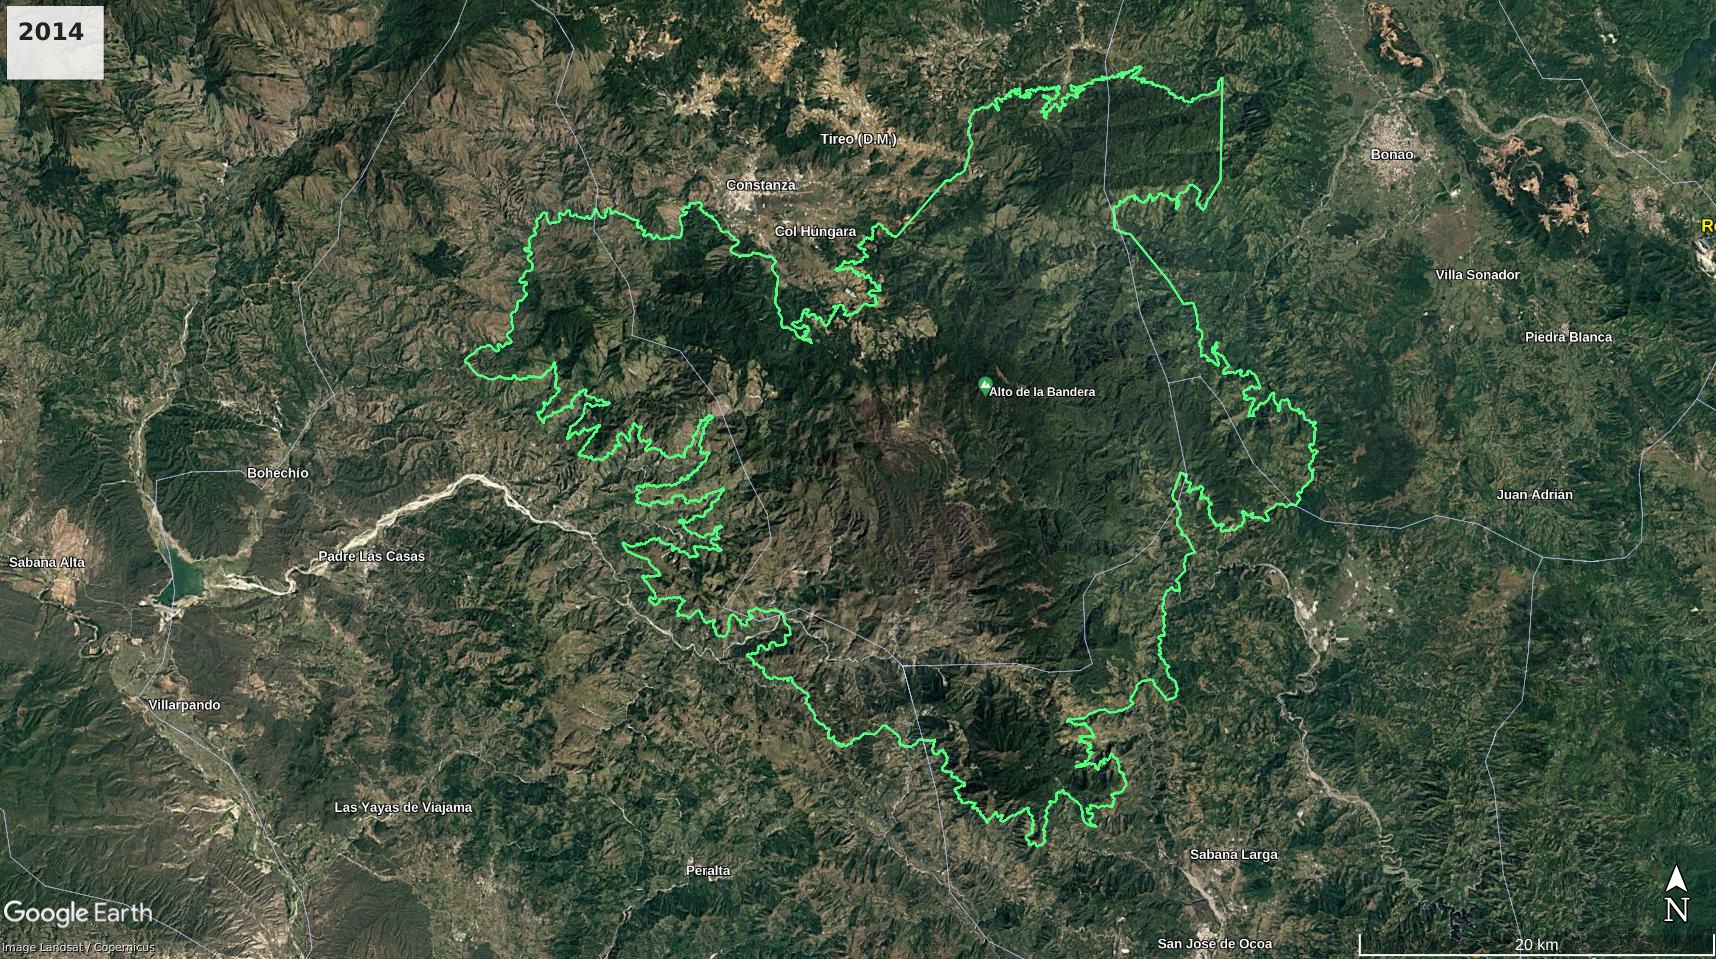 2014
Tireo (D.M.)
Bonao
Constanza
Col Húngara
Villa Sonador
Piedra Blanca
Alto de la Bandera
Bohechío
Juan Adrián
Padre Las Casas
Sabana Alta
Villarpando
Las Yayas de Viajama
Sabana Larga
Peralta
Google Earth
N
Image Landsat / Copernicus
San José de Ocoa
20 km